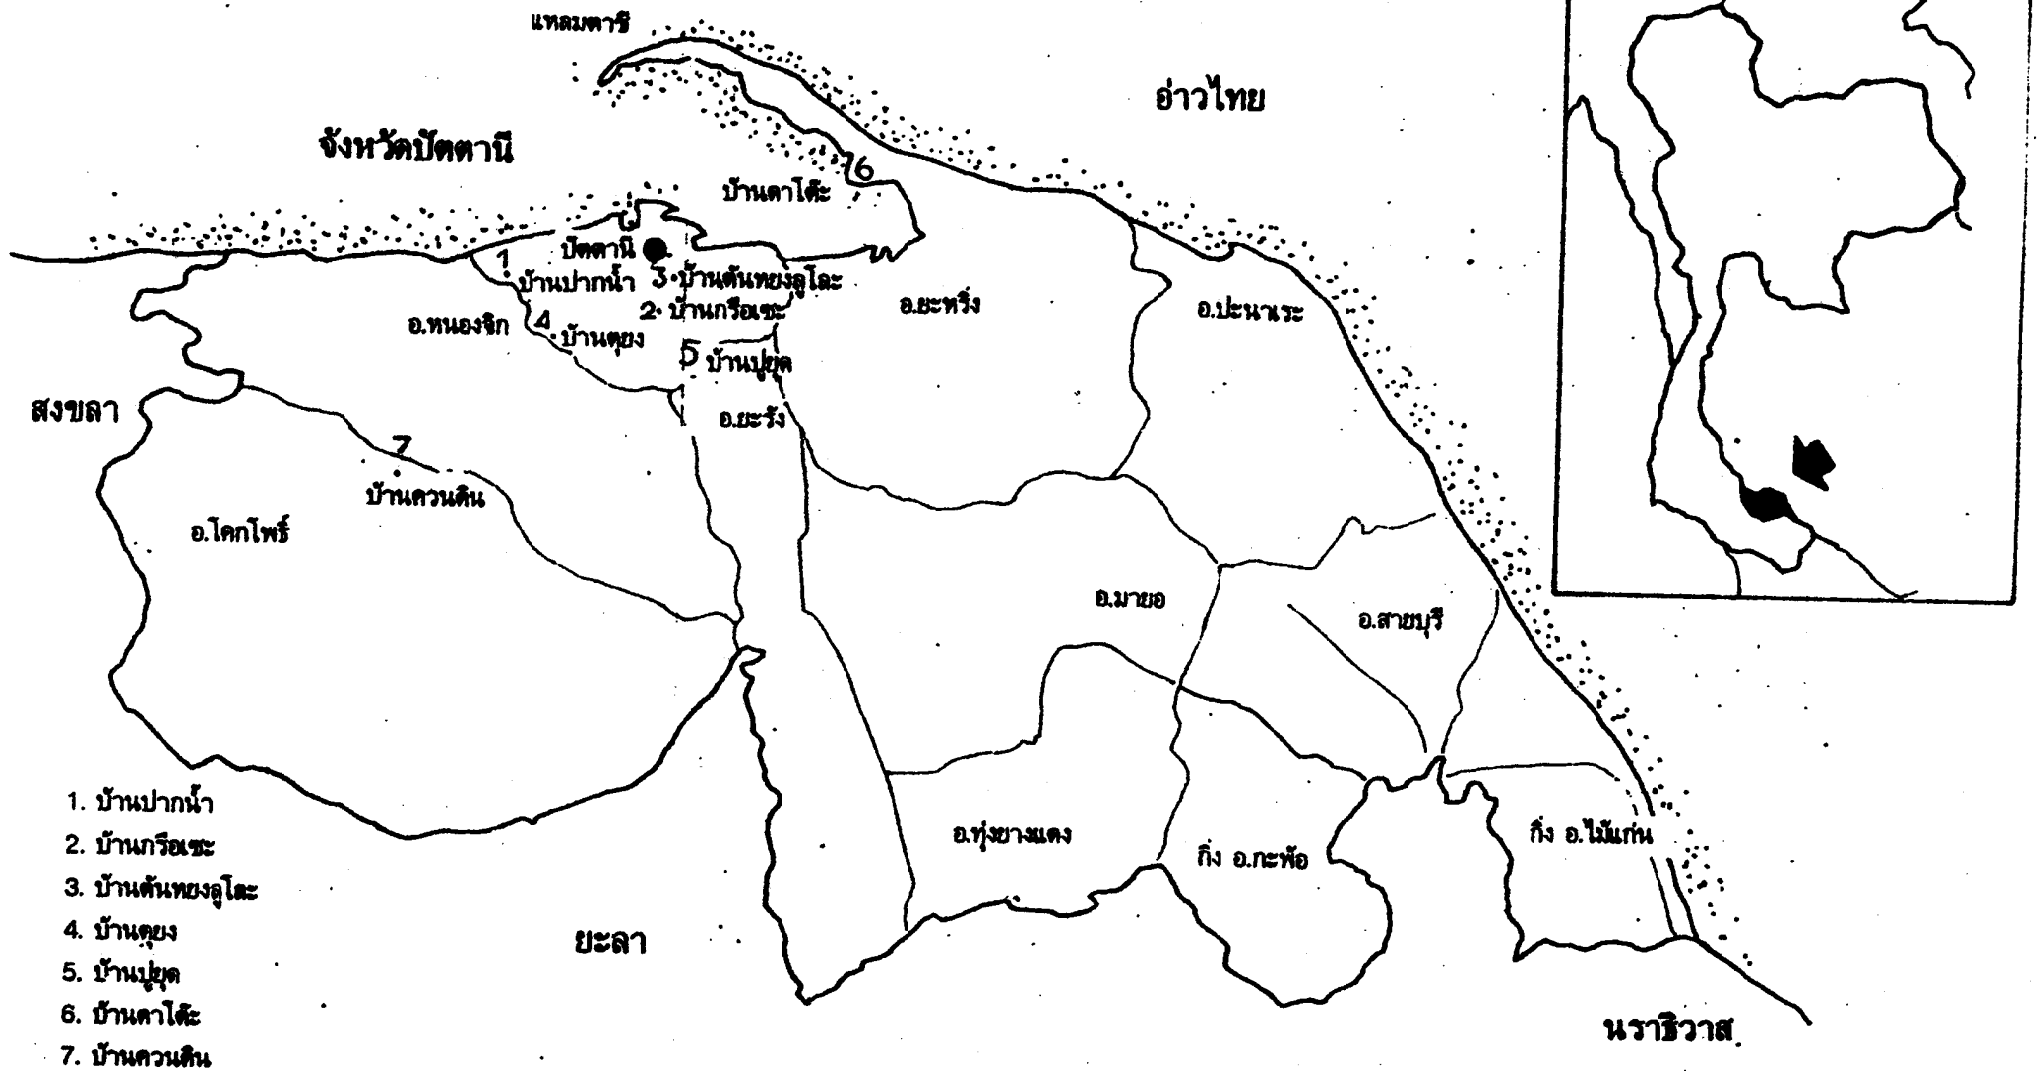 แหลมตาชี
อ่าวไทย
จังหวัดปัตตานี
6
บ้านตาโต๊ะ
ปัตตานี
1
บ้านปากน้ำ
3 บ้านตันหยงลูโละ
2 บ้านกรือเซะ
อ.หนองจิก
4
บ้านตุยง
5 บ้านปูยุด
อ.ยะหริ่ง
อ.ปะนาเระ
สงขลา
อ.ยะรัง
7
บ้านควนดิน
อ.โคกโพธิ์
อ.มายอ
อ.สายบุรี
อ.ทุ่งยางแดง
กิ่ง อ.กะพ้อ
กิ่ง อ.ไม้แก่น
ยะลา
นราธิวาส
1. บ้านปากน้ำ
2. บ้านกรือเซะ
3. บ้านตันหยงลูโละ
4. บ้านตุยง
5. บ้านปูยุด
6. บ้านตาโต๊ะ
7. บ้านควนดิน